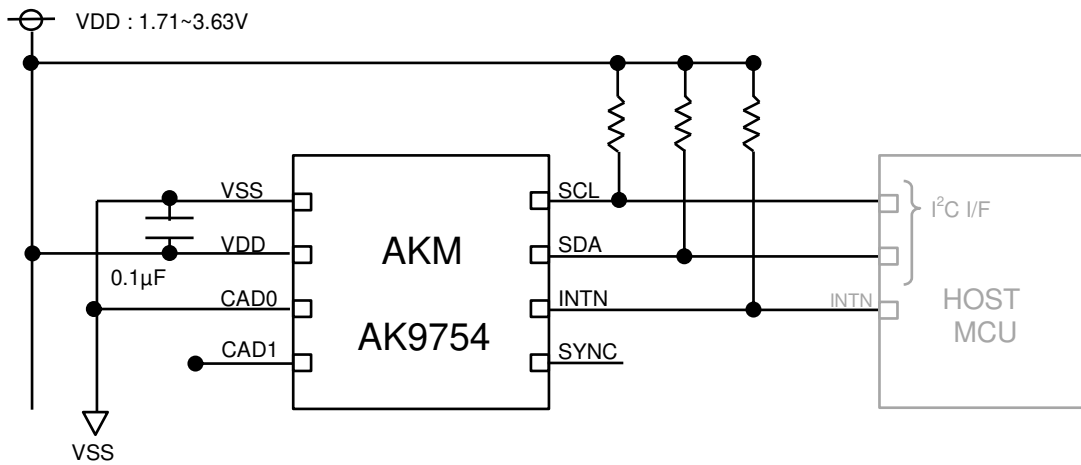 VDD : 1.71~3.63V
VSS
VDD
0.1µF
CAD0
CAD1
AKM
AK9754
SCL
SDA
INTN
SYNC
I²C I/F
INTN
HOST
MCU
VSS